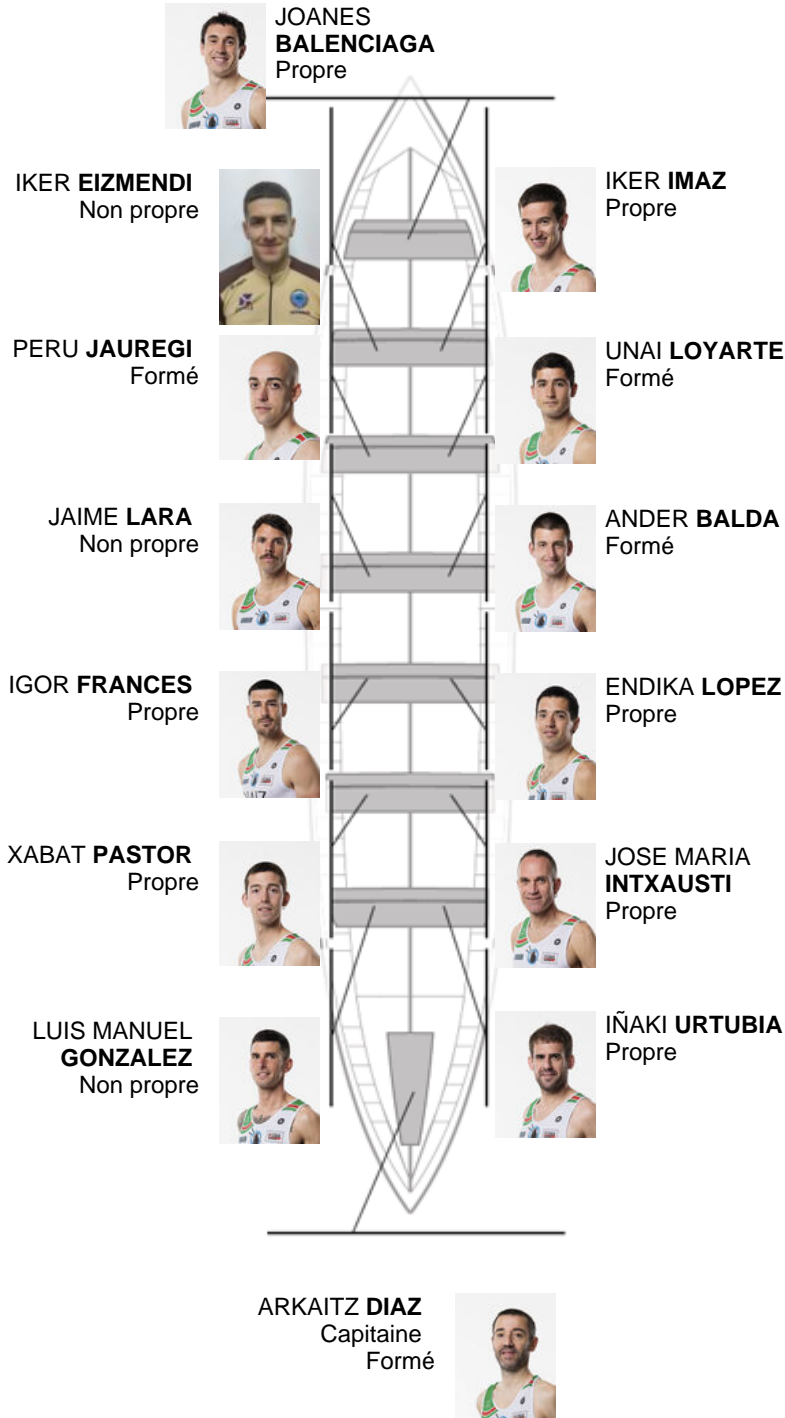 JOANES
BALENCIAGA
Propre
IKER EIZMENDI
Non propre
IKER IMAZ
Propre
PERU JAUREGI
Formé
UNAI LOYARTE
Formé
JAIME LARA
Non propre
ANDER BALDA
Formé
IGOR FRANCES
Propre
ENDIKA LOPEZ
Propre
XABAT PASTOR
Propre
JOSE MARIA
INTXAUSTI
Propre
LUIS MANUEL
GONZALEZ
Non propre
IÑAKI URTUBIA
Propre
ARKAITZ DIAZ
Capitaine
Formé